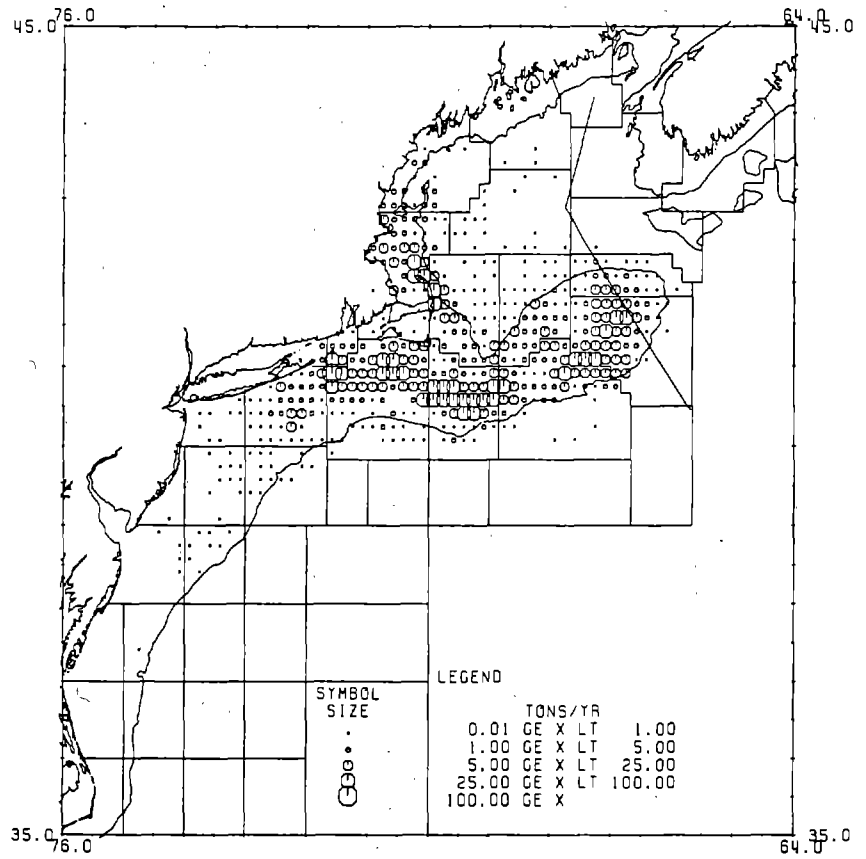 76.0 64.0
45.0 45.0
LEGEND
SYMBOL
SIZE
TONS/YR
0.01 GE X LT 1.00
1.00 GE X LT 5.00
5.00 GE X LT 25.00
25.00 GE X LT 100.00
100.00 GE X
35.0 35.0
76.0 64.0